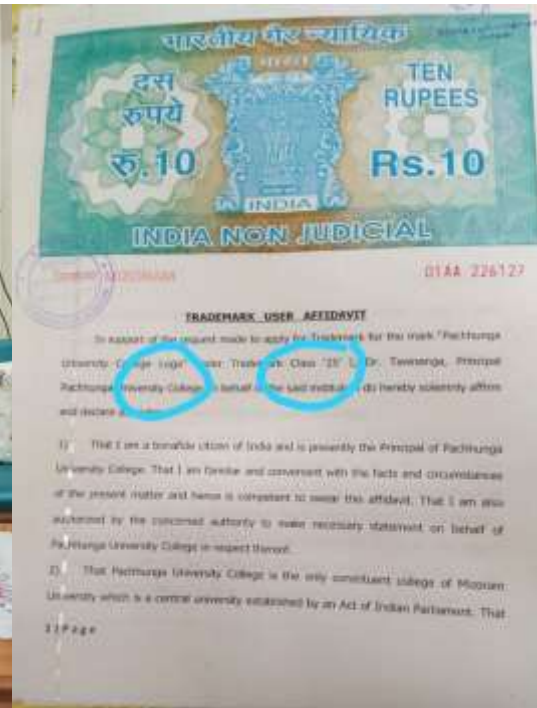 भारतीय गैर न्यायिक
भारत
दस
रुपये
रु.10
TEN
RUPEES
Rs.10
INDIA
INDIA NON JUDICIAL
01AA 226127
TRADEMARK USER AFFIDAVIT
In support of the request made to apply for Trademark for the mark "Pachhunga
University College Logo" Trademark Class "25" I, Dr. Tawnenga, Principal
Pachhunga University College behalf the said institution do hereby solemnly affirm
and declare
1) That I am a bonafide citizen of India and is presently the Principal of Pachhunga
University College. That I am familiar and convenient with the facts and circumstances
of the present matter and hence is competent to swear this affidavit. That I am also
authorized by the concerned authority to make necessary statement on behalf of
Pachhunga University College in respect thereof.
2) That Pachhunga University College is the only constituent college of Mizoram
University which is a central university established by an Act of Indian Parliament. That
1|Page